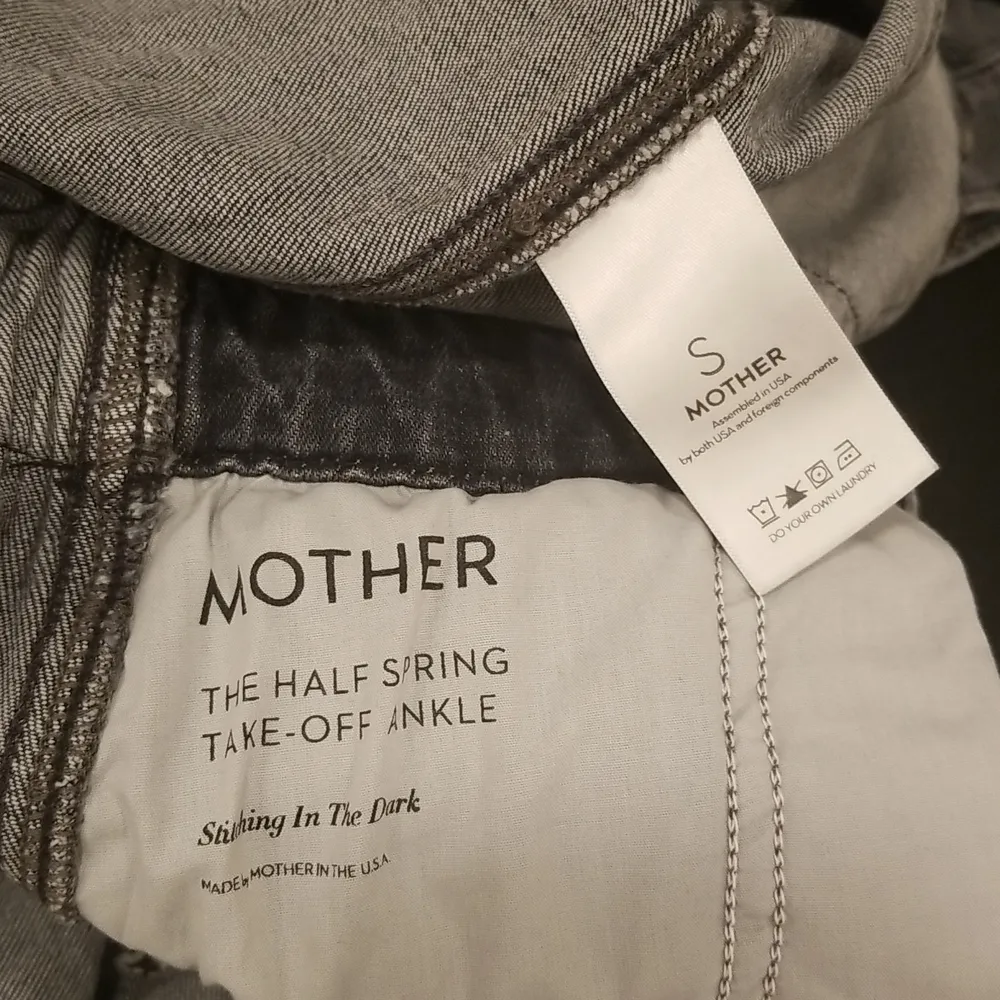 S
MOTHER
Assembled in USA
by both USA and foreign components
DO YOUR OWN LAUNDRY
MOTHER
THE HALF SPRING
TAKE-OFF ANKLE
Stitching In The Dark
MADE by MOTHER IN THE U.S.A.